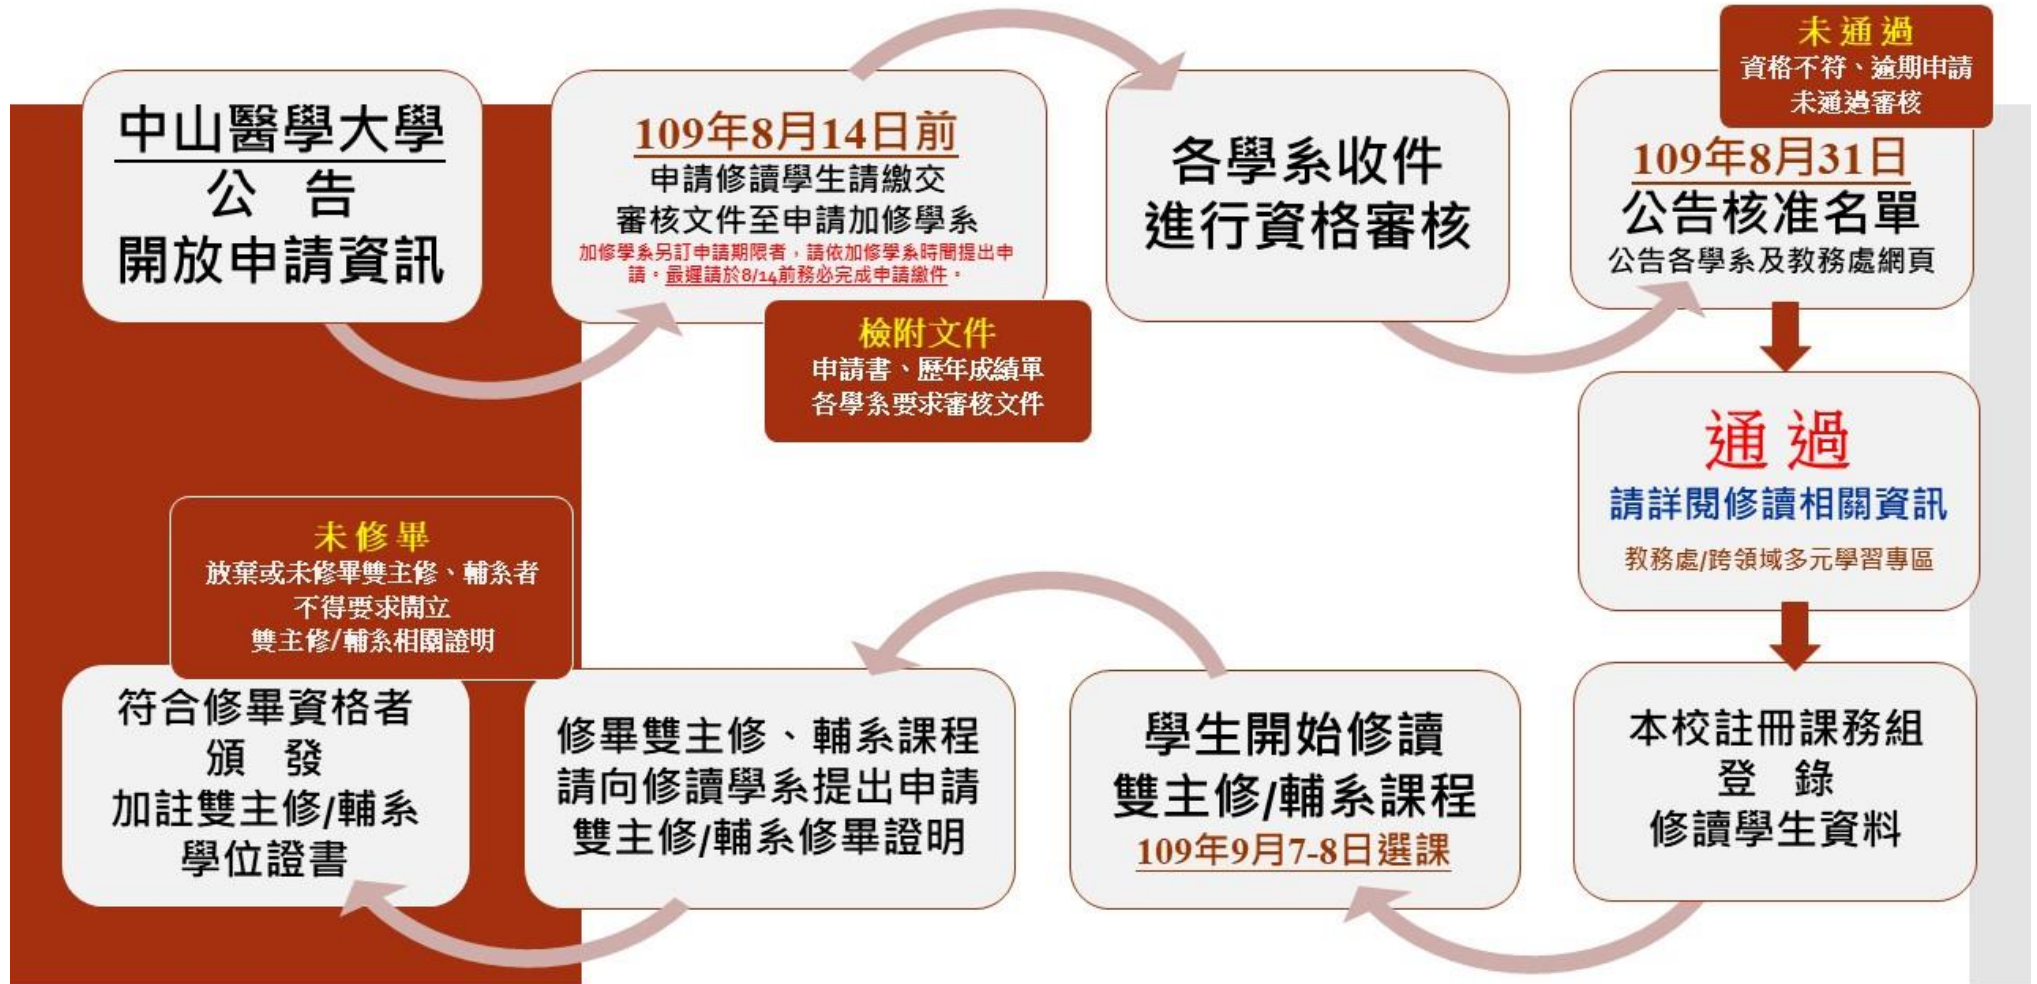 中山醫學大學
公 告
開放申請資訊
109年8月14日前
申請修讀學生請繳交
審核文件至申請加修學系
加修學系另訂申請期限者，請依加修學系時間提出申
請。最遲請於8/14前務必完成申請繳件。
檢附文件
申請書、歷年成績單
各學系要求審核文件
各學系收件
進行資格審核
未通過
資格不符、逾期申請
未通過審核
109年8月31日
公告核准名單
公告各學系及教務處網頁
通過
請詳閱修讀相關資訊
教務處/跨領域多元學習專區
本校註冊課務組
登 錄
修讀學生資料
學生開始修讀
雙主修/輔系課程
109年9月7-8日選課
修畢雙主修、輔系課程
請向修讀學系提出申請
雙主修/輔系修畢證明
未修畢
放棄或未修畢雙主修、輔系者
不得要求開立
雙主修/輔系相關證明
符合修畢資格者
頒 發
加註雙主修/輔系
學位證書